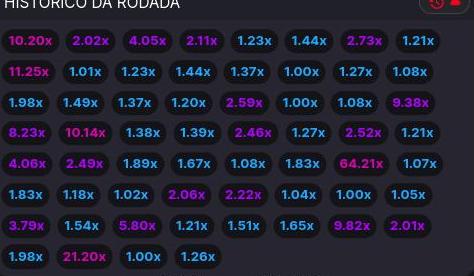 HISTÓRICO DA RODADA
10.20x 2.02x 4.05x 2.11x 1.23x 1.44x 2.73x 1.21x
11.25x 1.01x 1.23x 1.44x 1.37x 1.00x 1.27x 1.08x
1.98x 1.49x 1.37x 1.20x 2.59x 1.00x 1.08x 9.38x
8.23x 10.14x 1.38x 1.39x 2.46x 1.27x 2.52x 1.21x
4.06x 2.49x 1.89x 1.67x 1.08x 1.83x 64.21x 1.07x
1.83x 1.18x 1.02x 2.06x 2.22x 1.04x 1.00x 1.05x
3.79x 1.54x 5.80x 1.21x 1.51x 1.65x 9.82x 2.01x
1.98x 21.20x 1.00x 1.26x